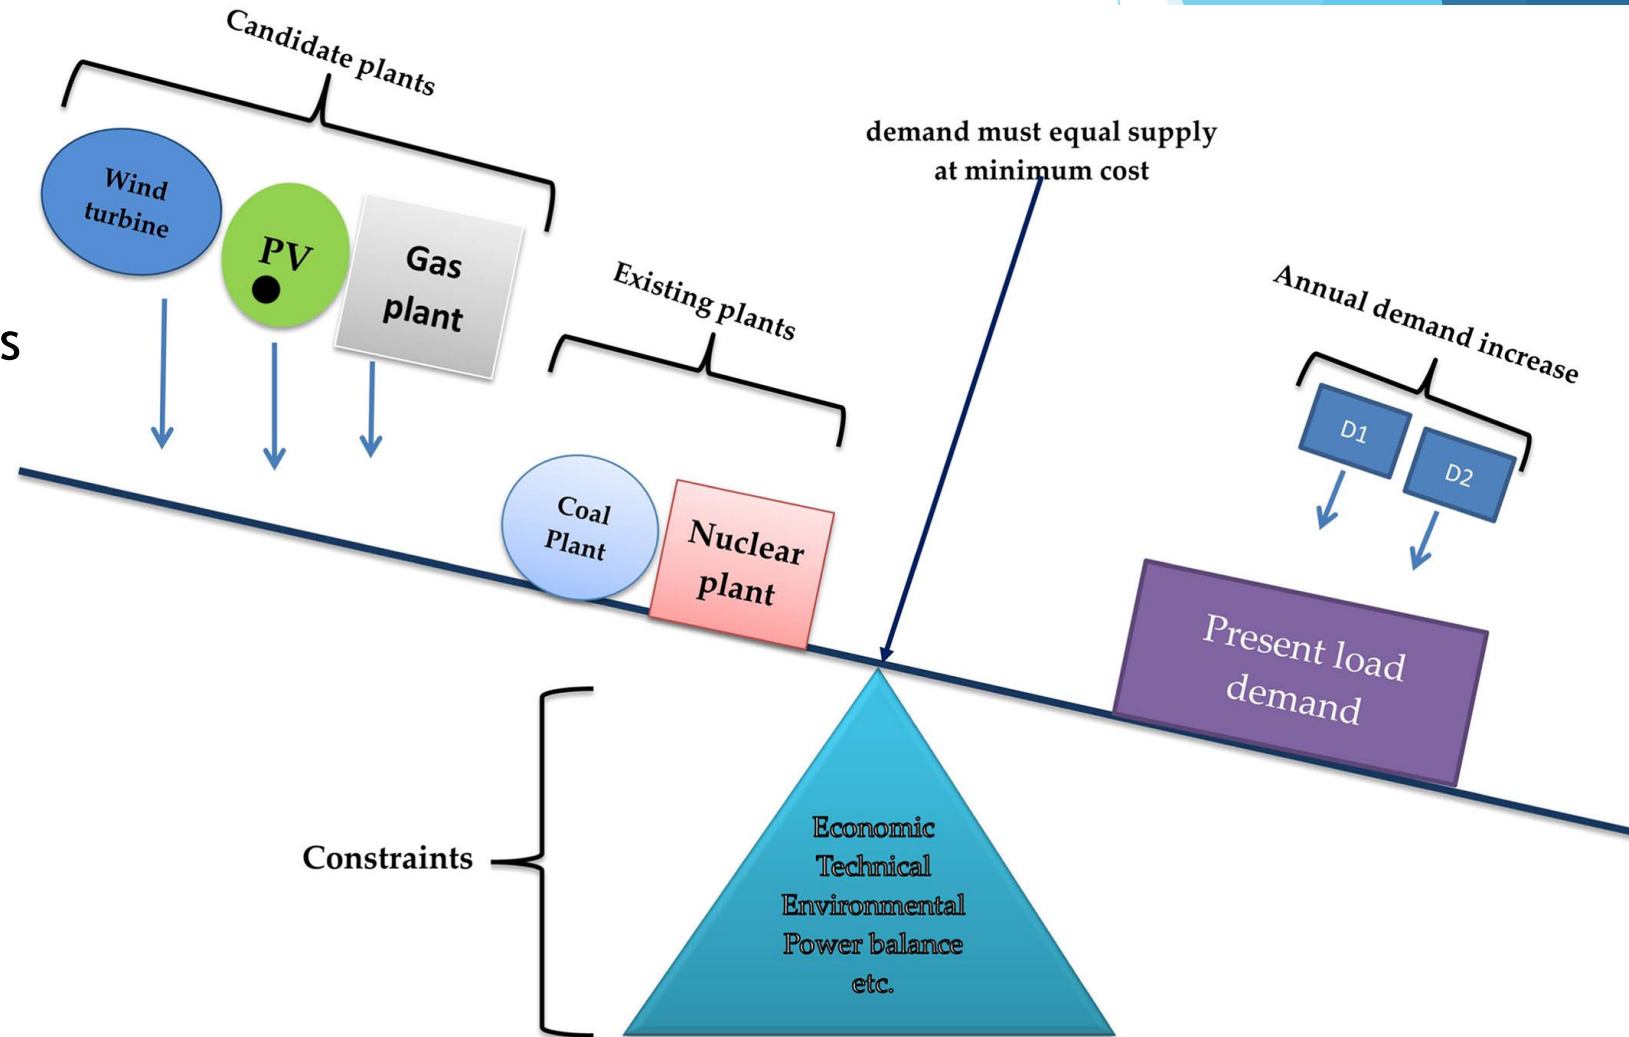 Candidate plants
Wind
turbine
PV
Gas
plant
s
Existing plants
Coal
Plant
Nuclear
plant
demand must equal supply
at minimum cost
Annual demand increase
D1
D2
Present load
demand
Constraints
Economic
Technical
Environmental
Power balance
etc.